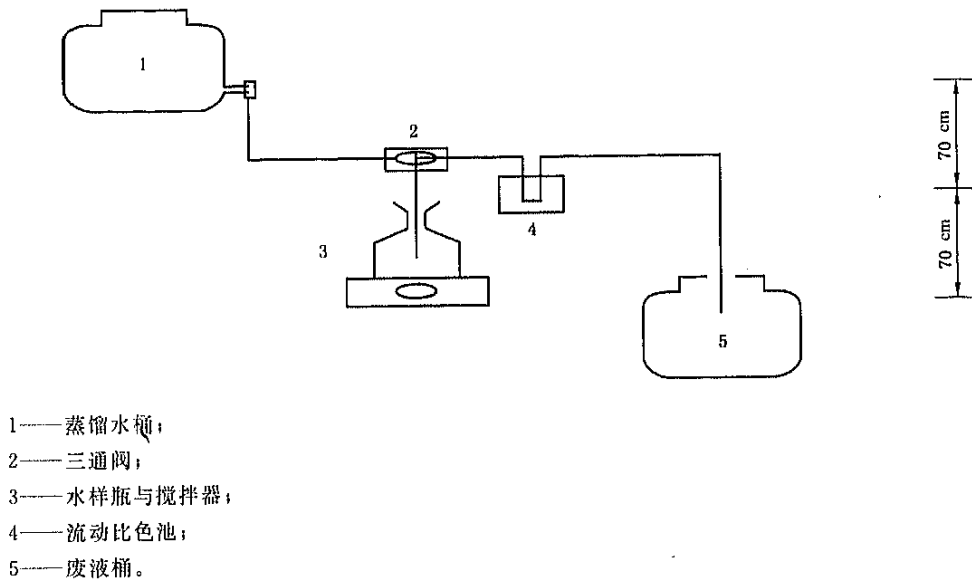 1
2
3
4
5
70 cm
70 cm
1——蒸馏水桶；
2——三通阀；
3——水样瓶与搅拌器；
4——流动比色池；
5——废液桶。